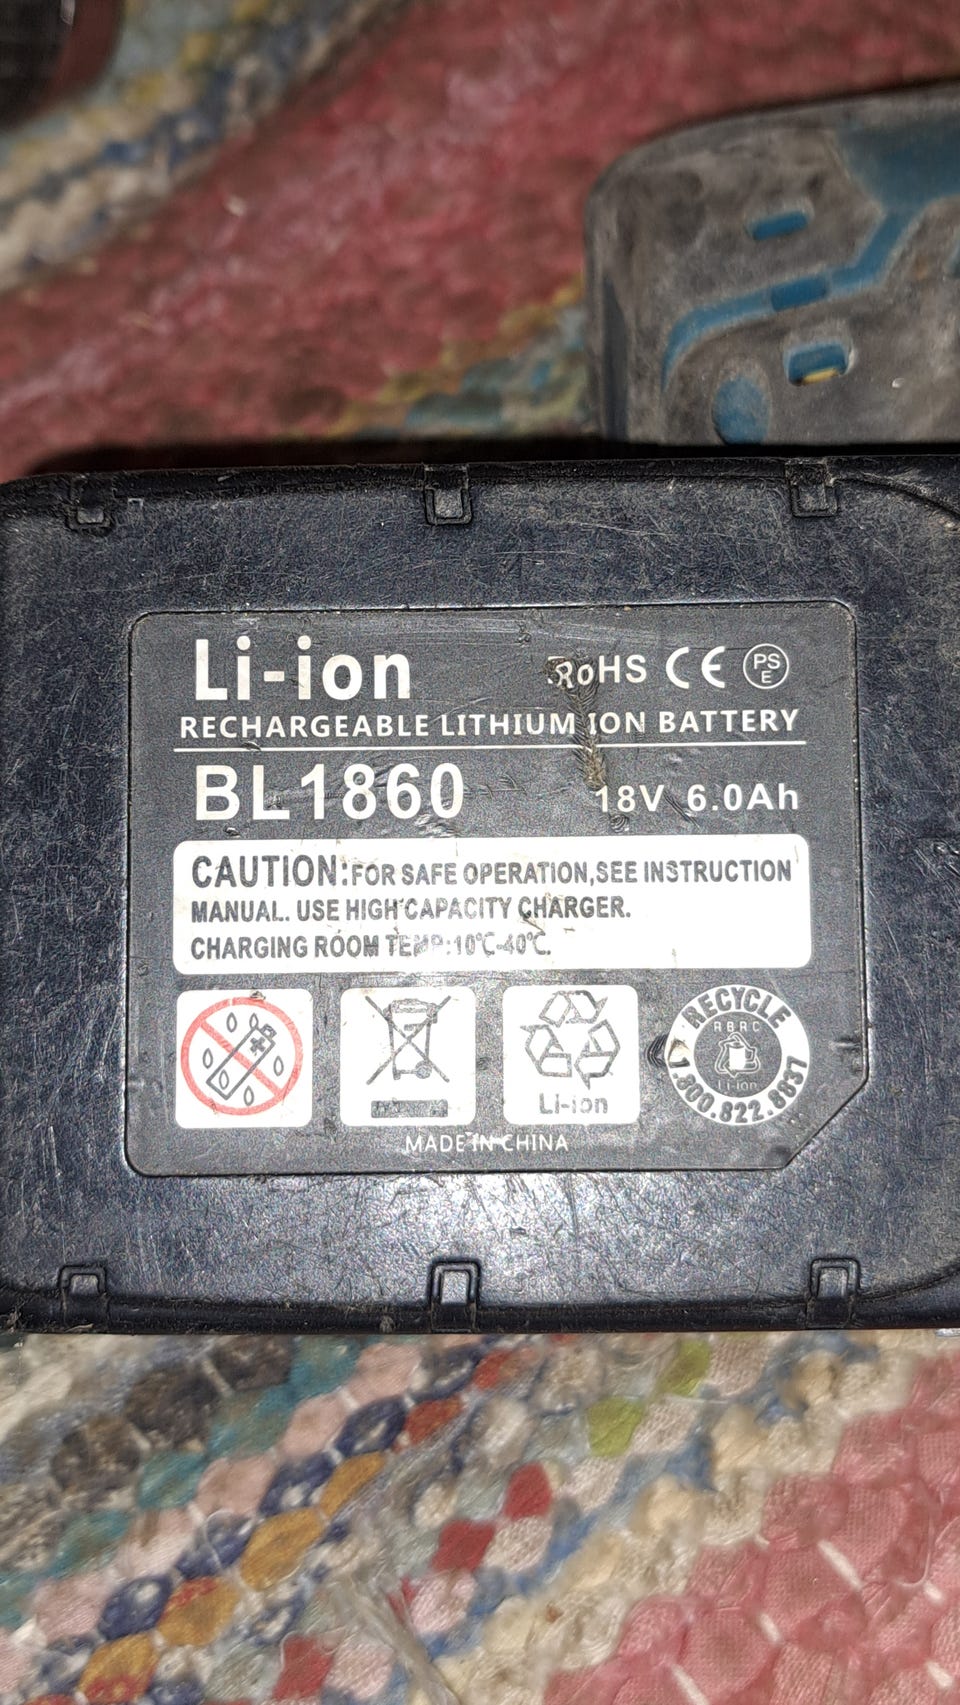 Li-ion RoHS CE PS E
RECHARGEABLE LITHIUM ION BATTERY
BL1860 18V 6.0Ah
CAUTION:FOR SAFE OPERATION,SEE INSTRUCTION
MANUAL. USE HIGH CAPACITY CHARGER.
CHARGING ROOM TEMP:10℃-40℃.
Li-ion
RECYCLE
RBRC
Li-ion
1.800.822.8837
MADE IN CHINA